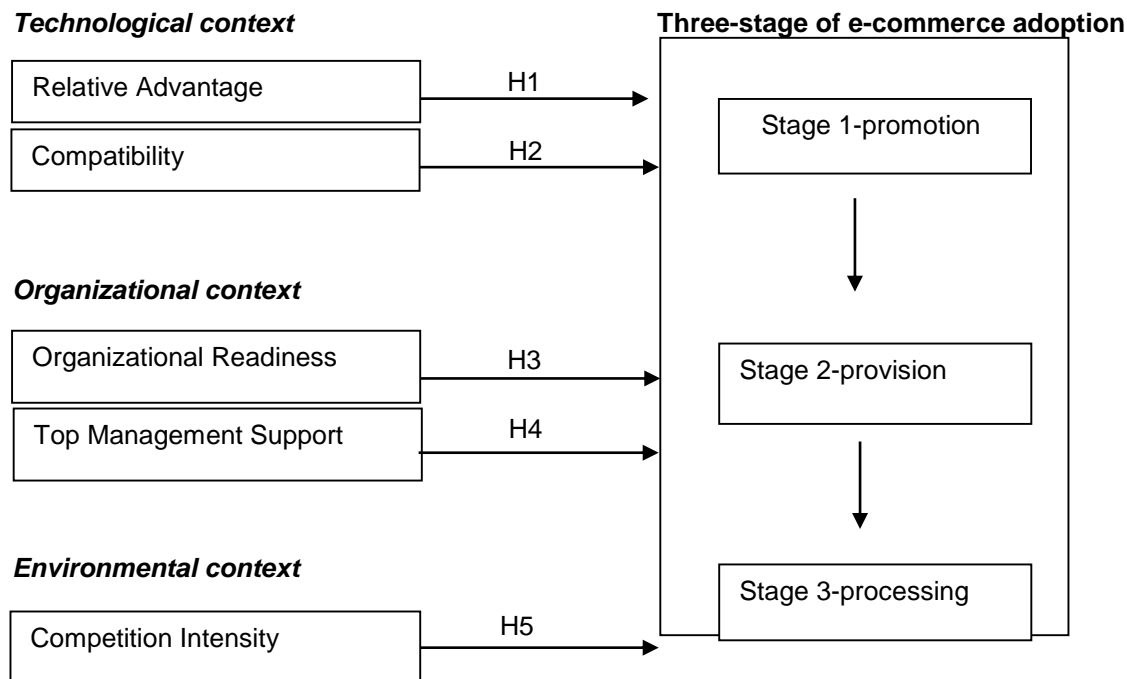 Technological context
Three-stage of e-commerce adoption
Relative Advantage
H1
Stage 1-promotion
Compatibility
H2
Organizational context
Organizational Readiness
H3
Stage 2-provision
Top Management Support
H4
Environmental context
Stage 3-processing
Competition Intensity
H5